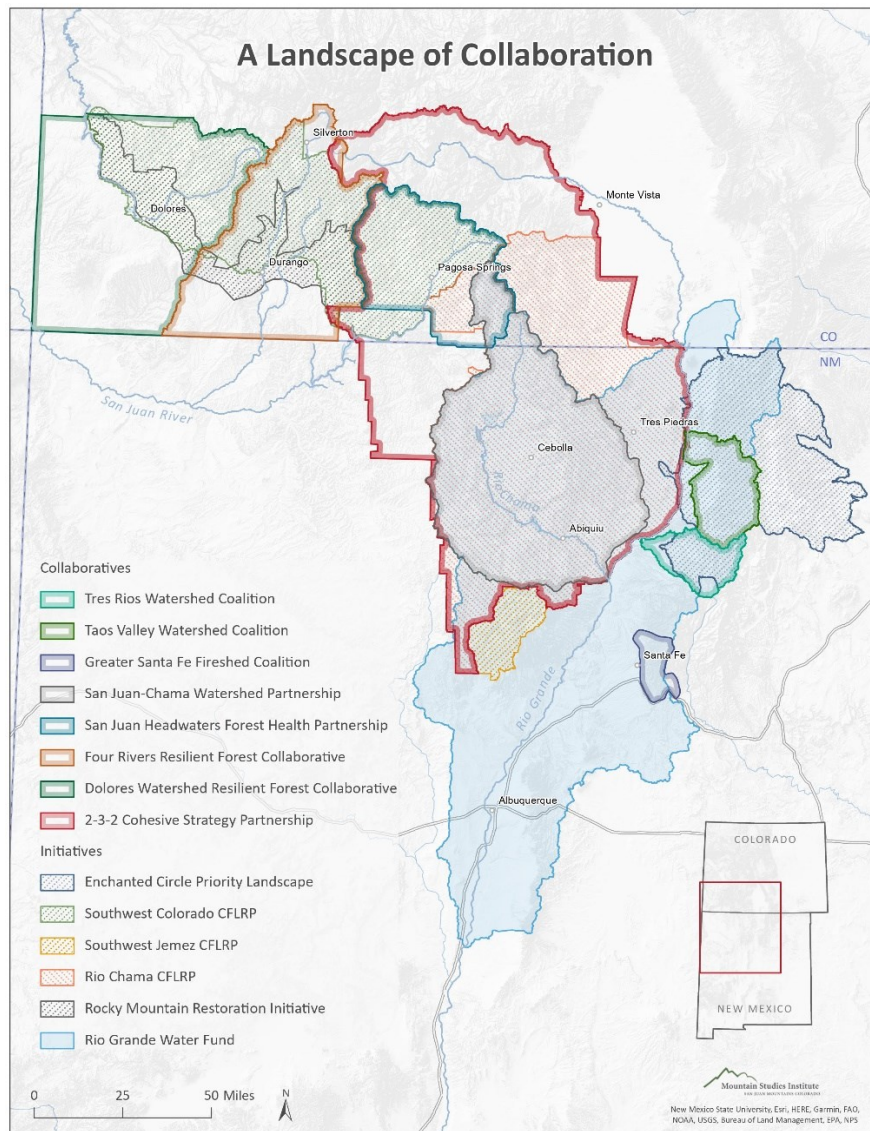 A Landscape of Collaboration
Silverton
Monte Vista
Dolores
Durango
Pagosa Springs
CO
NM
San Juan River
Tres Piedras
Cebolla
Rio Chama
Abiquiu
Santa Fe
Rio Grande
Albuquerque
Collaboratives
Tres Rios Watershed Coalition
Taos Valley Watershed Coalition
Greater Santa Fe Fireshed Coalition
San Juan-Chama Watershed Partnership
San Juan Headwaters Forest Health Partnership
Four Rivers Resilient Forest Collaborative
Dolores Watershed Resilient Forest Collaborative
2-3-2 Cohesive Strategy Partnership
Initiatives
Enchanted Circle Priority Landscape
Southwest Colorado CFLRP
Southwest Jemez CFLRP
Rio Chama CFLRP
Rocky Mountain Restoration Initiative
Rio Grande Water Fund
COLORADO
NEW MEXICO
0 25 50 Miles
N
Mountain Studies Institute
SAN JUAN MOUNTAINS COLORADO
New Mexico State University, Esri, HERE, Garmin, FAO,
NOAA, USGS, Bureau of Land Management, EPA, NPS